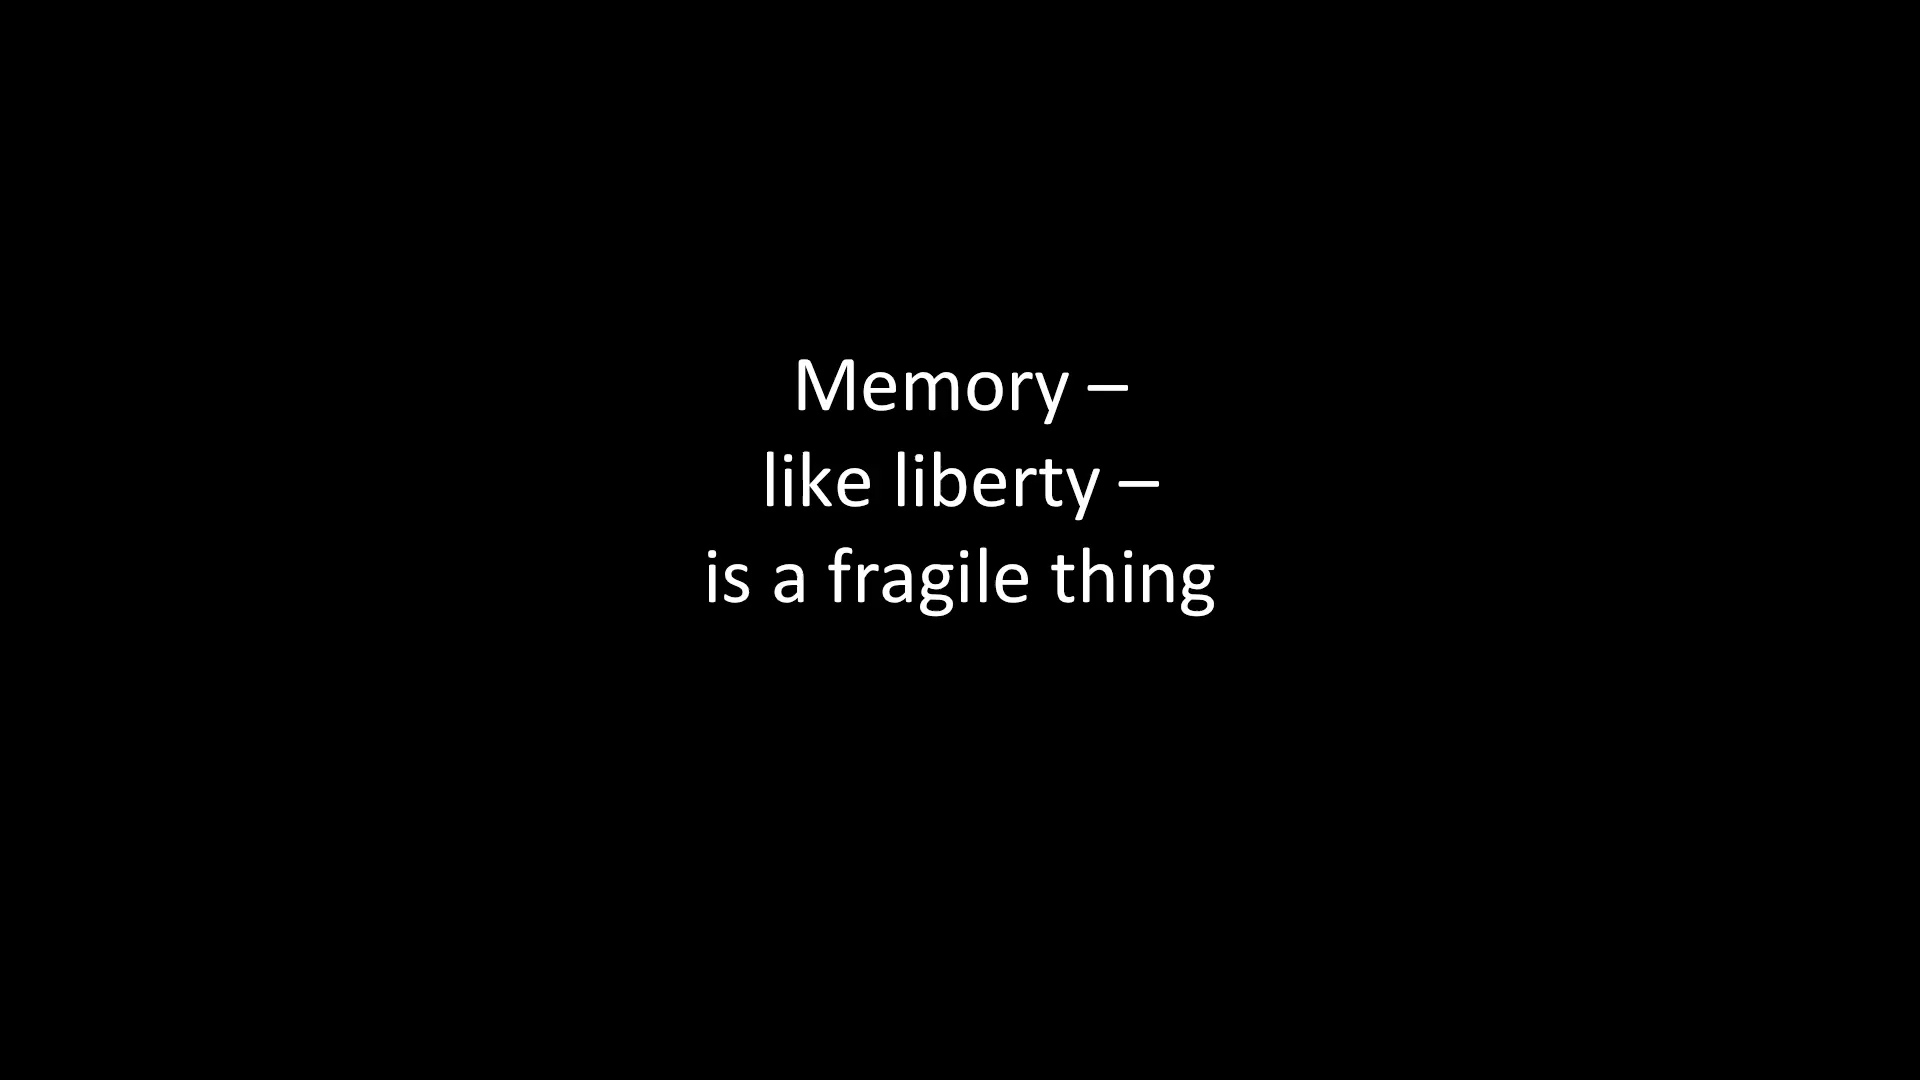 Memory –
like liberty –
is a fragile thing